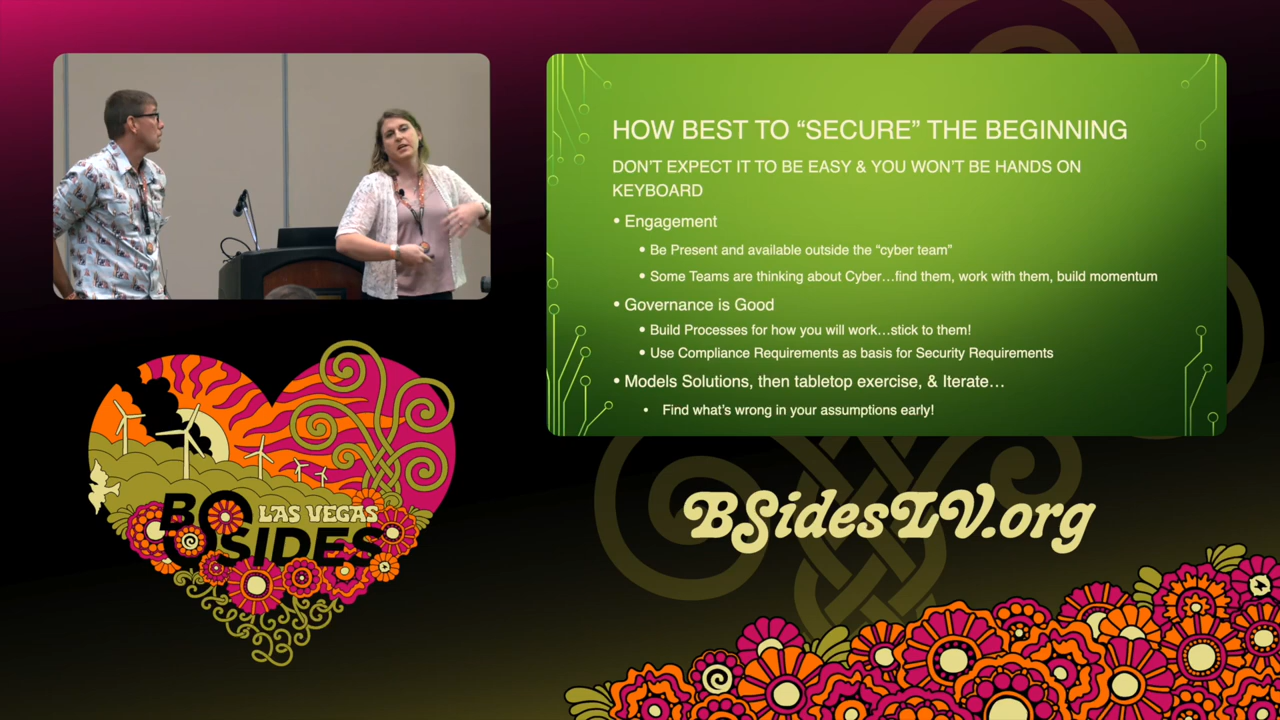 HOW BEST TO “SECURE” THE BEGINNING
DON’T EXPECT IT TO BE EASY & YOU WON’T BE HANDS ON
KEYBOARD
• Engagement
• Be Present and available outside the “cyber team”
• Some Teams are thinking about Cyber…find them, work with them, build momentum
• Governance is Good
• Build Processes for how you will work…stick to them!
• Use Compliance Requirements as basis for Security Requirements
• Models Solutions, then tabletop exercise, & Iterate…
• Find what’s wrong in your assumptions early!
LAS VEGAS
BSIDES
BSidesLV.org